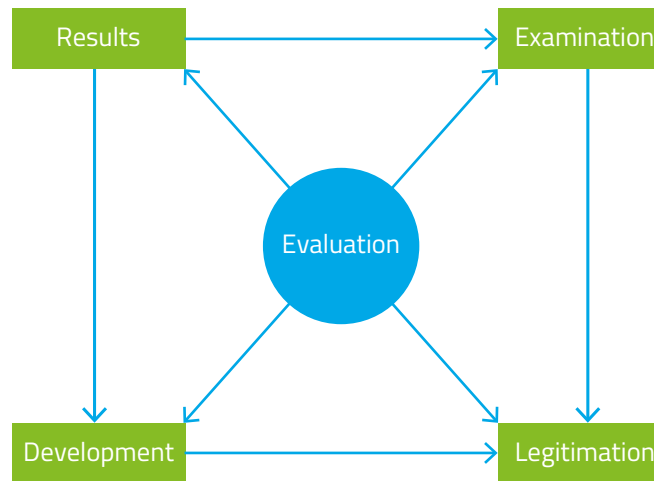 Results
Examination
Evaluation
Development
Legitimation